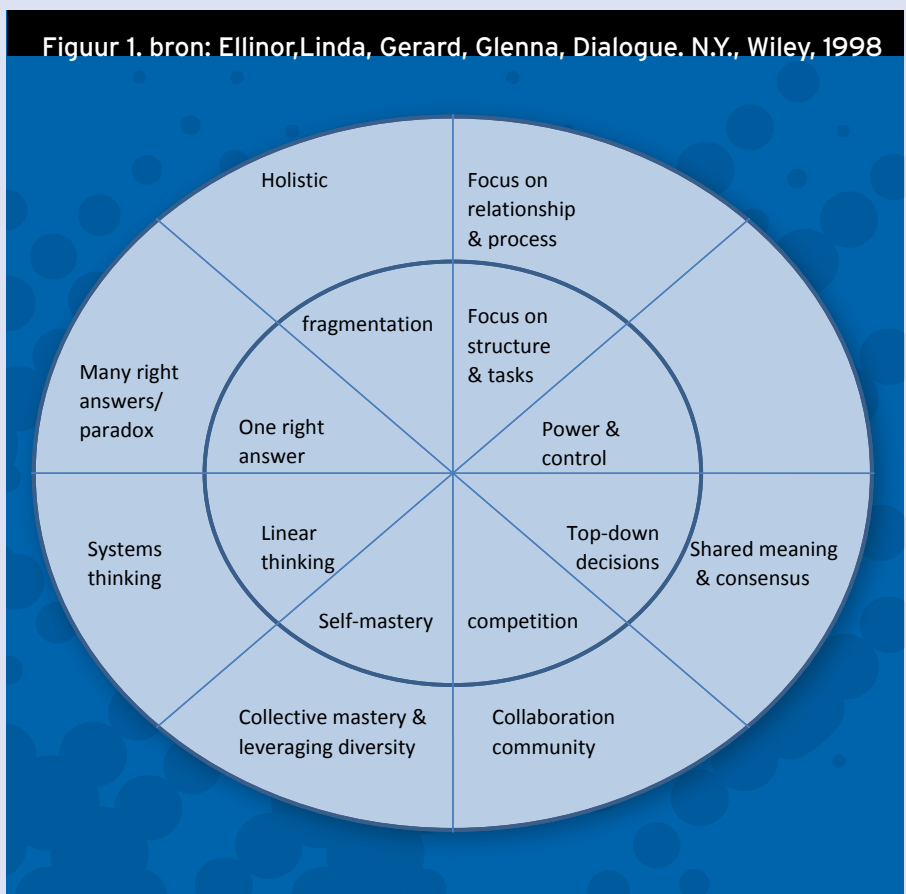 Figuur 1. bron: Ellinor,Linda, Gerard, Glenna, Dialogue. N.Y., Wiley, 1998
Holistic
Focus on
relationship
& process
fragmentation
Focus on
structure
& tasks
Many right
answers/
paradox
One right
answer
Power &
control
Systems
thinking
Linear
thinking
Top-down
decisions
Shared meaning
& consensus
Self-mastery
competition
Collective mastery &
leveraging diversity
Collaboration
community